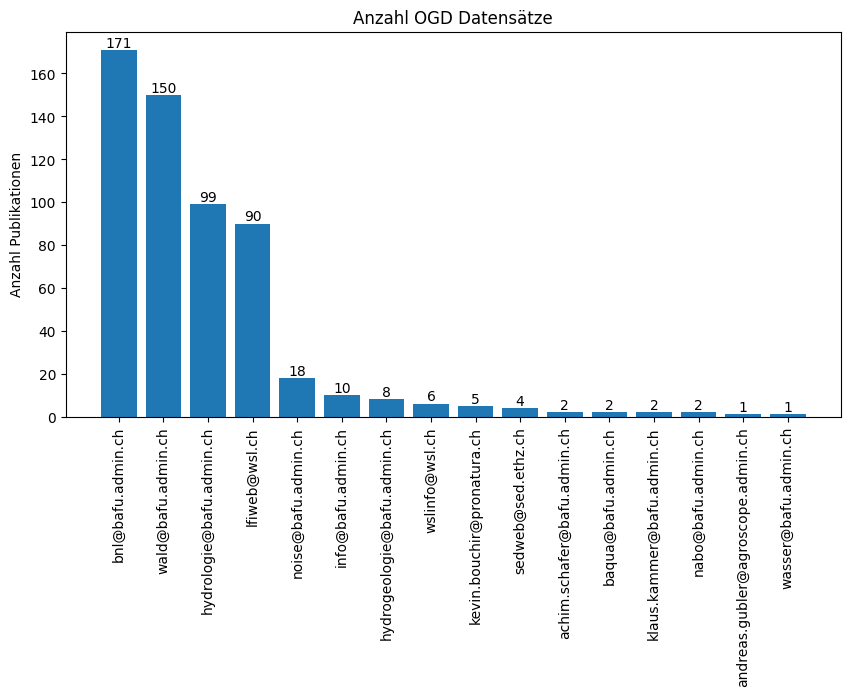 Anzahl OGD Datensätze
Anzahl Publikationen
160
140
120
100
80
60
40
20
0
171
150
99
90
18
10
8
6
5
4
2
2
2
2
1
1
bnl@bafu.admin.ch
wald@bafu.admin.ch
hydrologie@bafu.admin.ch
lfiweb@wsl.ch
noise@bafu.admin.ch
info@bafu.admin.ch
hydrogeologie@bafu.admin.ch
wslinfo@wsl.ch
kevin.bouchir@pronatura.ch
sedweb@sed.ethz.ch
achim.schafer@bafu.admin.ch
baqua@bafu.admin.ch
klaus.kammer@bafu.admin.ch
nabo@bafu.admin.ch
andreas.gubler@agroscope.admin.ch
wasser@bafu.admin.ch